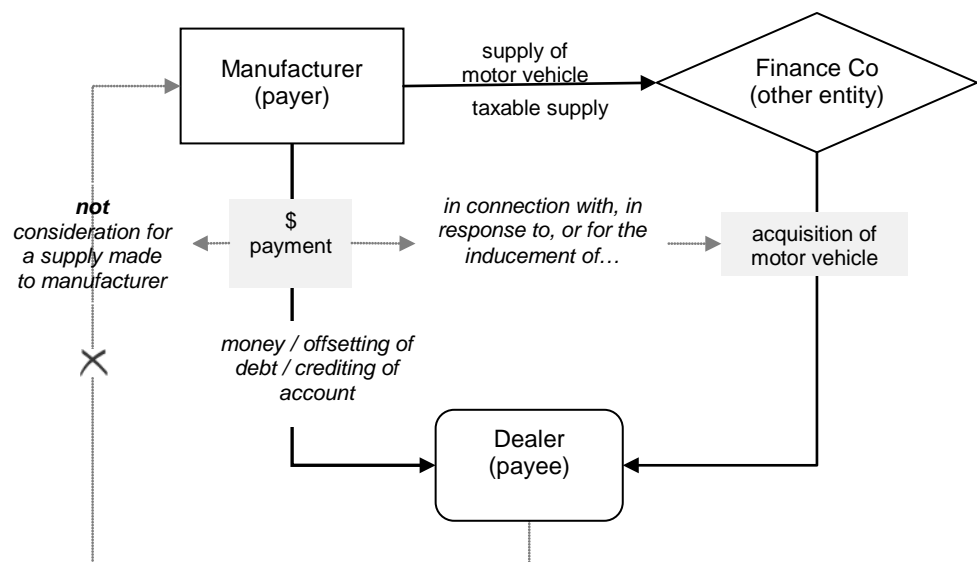 Manufacturer
(payer)
supply of
motor vehicle
taxable supply
Finance Co
(other entity)
not
consideration for
a supply made
to manufacturer
$
payment
in connection with, in
response to, or for the
inducement of…
acquisition of
motor vehicle
money / offsetting of
debt / crediting of
account
Dealer
(payee)